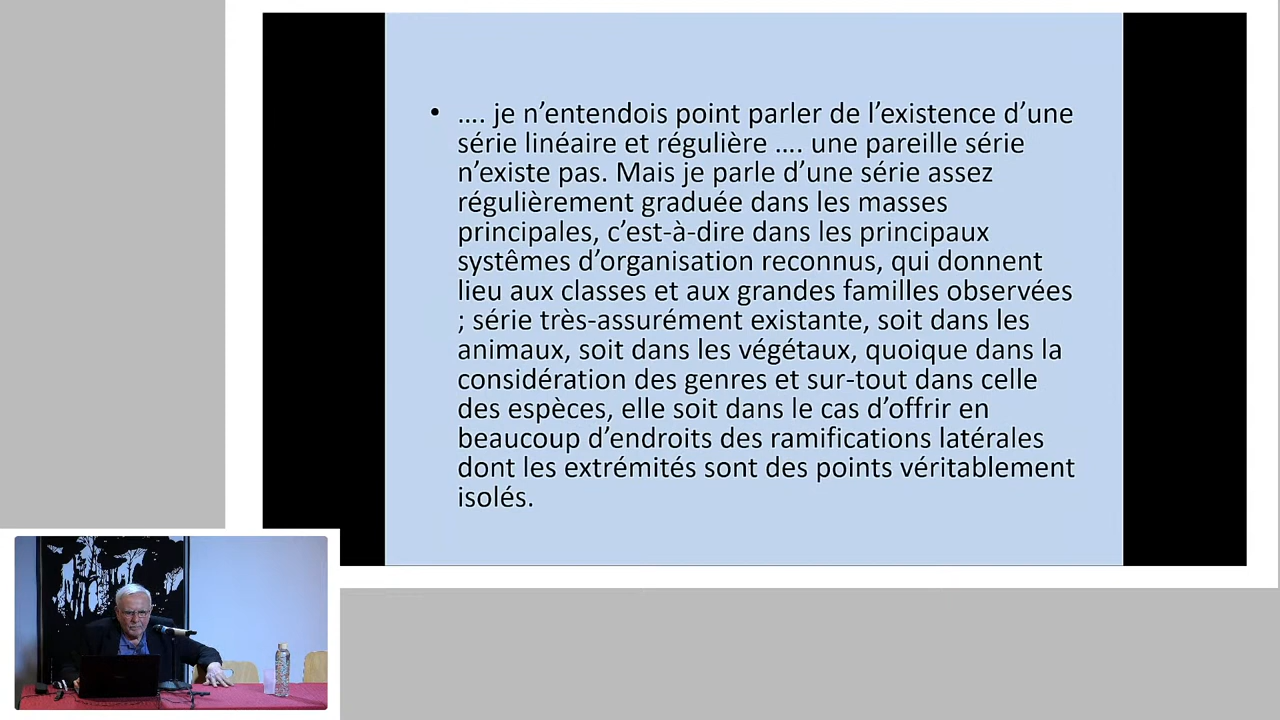 • …. je n’entendois point parler de l’existence d’une
série linéaire et régulière …. une pareille série
n’existe pas. Mais je parle d’une série assez
régulièrement graduée dans les masses
principales, c’est-à-dire dans les principaux
systêmes d’organisation reconnus, qui donnent
lieu aux classes et aux grandes familles observées
; série très-assurément existante, soit dans les
animaux, soit dans les végétaux, quoique dans la
considération des genres et sur-tout dans celle
des espèces, elle soit dans le cas d’offrir en
beaucoup d’endroits des ramifications latérales
dont les extrémités sont des points véritablement
isolés.